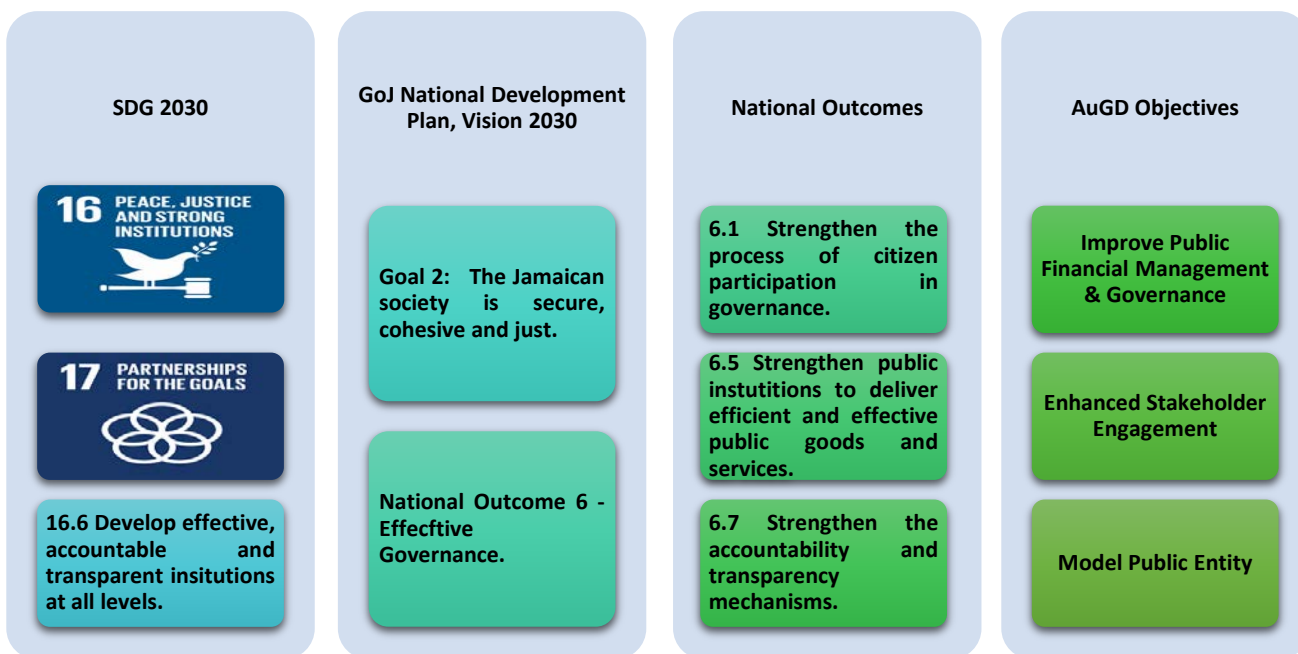 SDG 2030
16 PEACE, JUSTICE
AND STRONG
INSTITUTIONS
17 PARTNERSHIPS
FOR THE GOALS
16.6 Develop effective,
accountable and
transparent insitutions
at all levels.
GoJ National Development
Plan, Vision 2030
Goal 2: The Jamaican
society is secure,
cohesive and just.
National Outcome 6 -
Effecftive
Governance.
National Outcomes
6.1 Strengthen the
process of citizen
participation in
governance.
6.5 Strengthen public
instutitions to deliver
efficient and effective
public goods and
services.
6.7 Strengthen the
accountability and
transparency
mechanisms.
AuGD Objectives
Improve Public
Financial Management
& Governance
Enhanced Stakeholder
Engagement
Model Public Entity